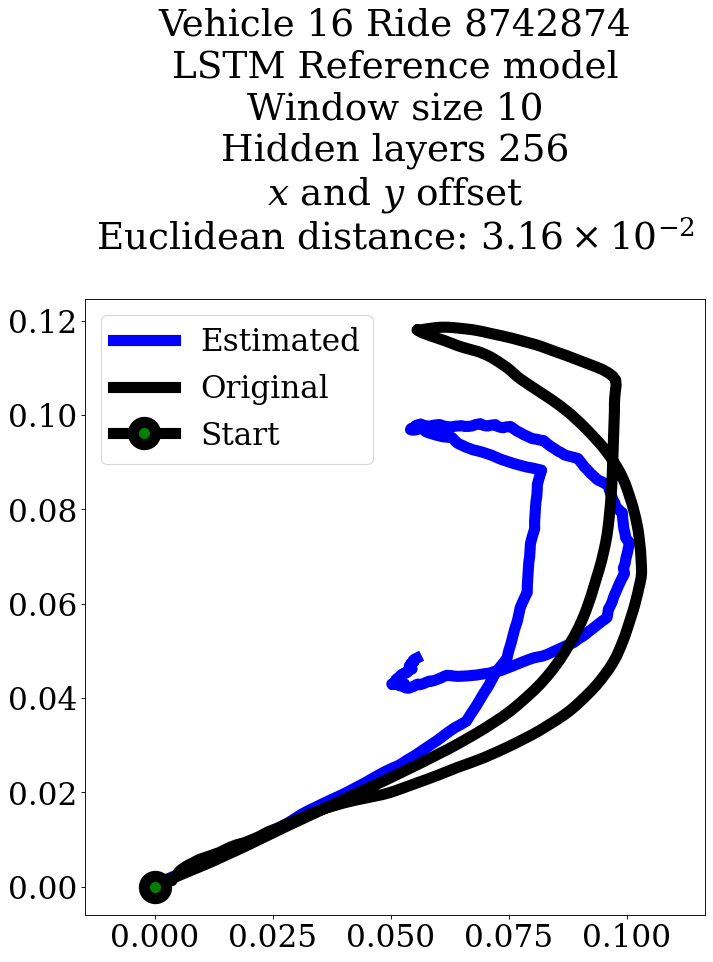 Vehicle 16 Ride 8742874
LSTM Reference model
Window size 10
Hidden layers 256
x and y offset
Euclidean distance: 3.16 × 10⁻²
Estimated
Original
Start
0.12
0.10
0.08
0.06
0.04
0.02
0.00
0.000 0.025 0.050 0.075 0.100